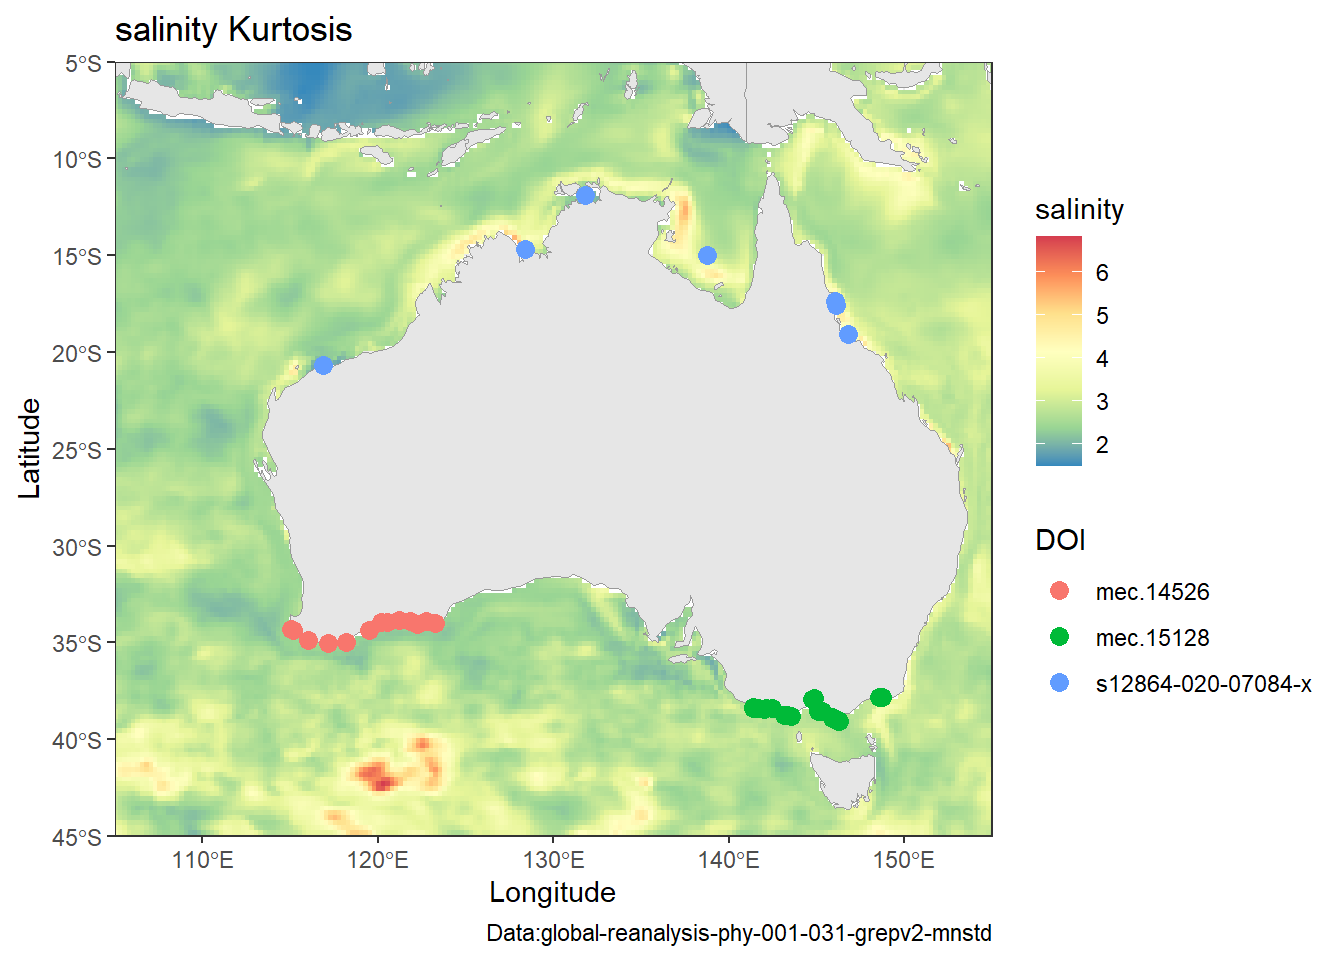 salinity Kurtosis
5°S
10°S
15°S
20°S
25°S
30°S
35°S
40°S
45°S
Latitude
110°E
120°E
130°E
140°E
150°E
Longitude
Data:global-reanalysis-phy-001-031-grepv2-mnstd
salinity
6
5
4
3
2
DOI
mec.14526
mec.15128
s12864-020-07084-x